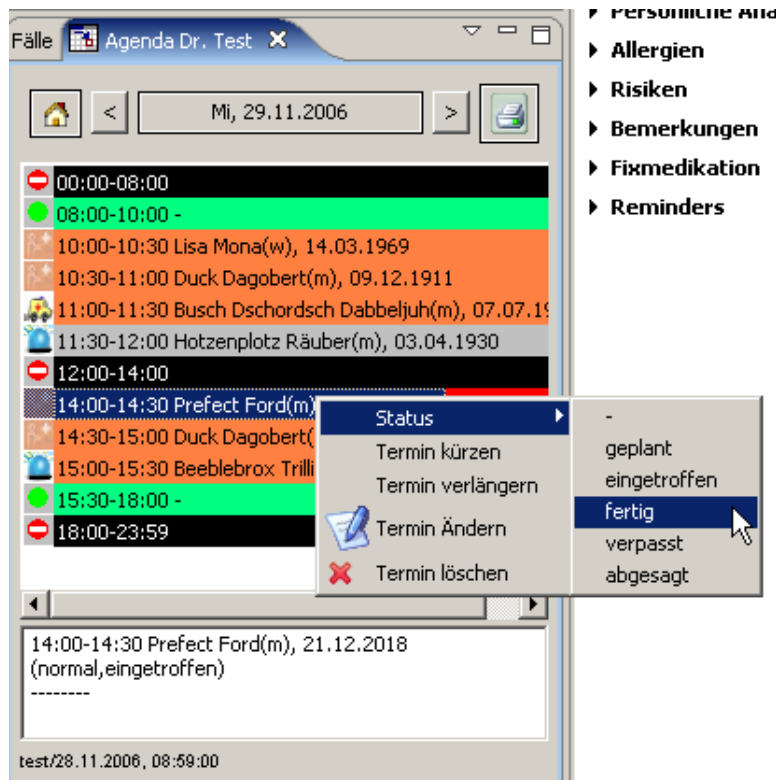 Fälle
Agenda Dr. Test
<
Mi, 29.11.2006
>
00:00-08:00
08:00-10:00 -
10:00-10:30 Lisa Mona(w), 14.03.1969
10:30-11:00 Duck Dagobert(m), 09.12.1911
11:00-11:30 Busch Dschordsch Dabbeljuh(m), 07.07.19
11:30-12:00 Hotzenplotz Räuber(m), 03.04.1930
12:00-14:00
14:00-14:30 Prefect Ford(m)
14:30-15:00 Duck Dagobert(
15:00-15:30 Beeblebrox Trilli
15:30-18:00 -
18:00-23:59
Status
Termin kürzen
Termin verlängern
Termin Ändern
Termin löschen
-
geplant
eingetroffen
fertig
verpasst
abgesagt
14:00-14:30 Prefect Ford(m), 21.12.2018
(normal,eingetroffen)
--------
test/28.11.2006, 08:59:00
Persönliche Ana
Allergien
Risiken
Bemerkungen
Fixmedikation
Reminders